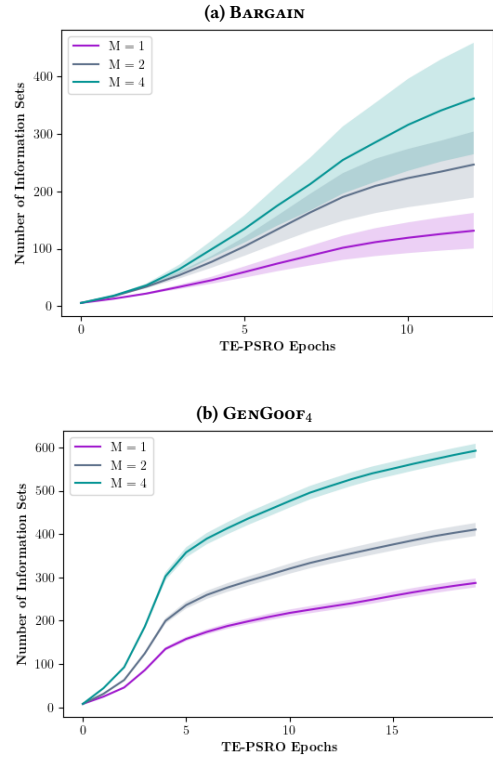 (a) BARGAIN
M = 1
M = 2
M = 4
Number of Information Sets
400
300
200
100
0
0 5 10
TE-PSRO Epochs
(b) GENGOOF4
M = 1
M = 2
M = 4
Number of Information Sets
600
500
400
300
200
100
0
0 5 10 15
TE-PSRO Epochs